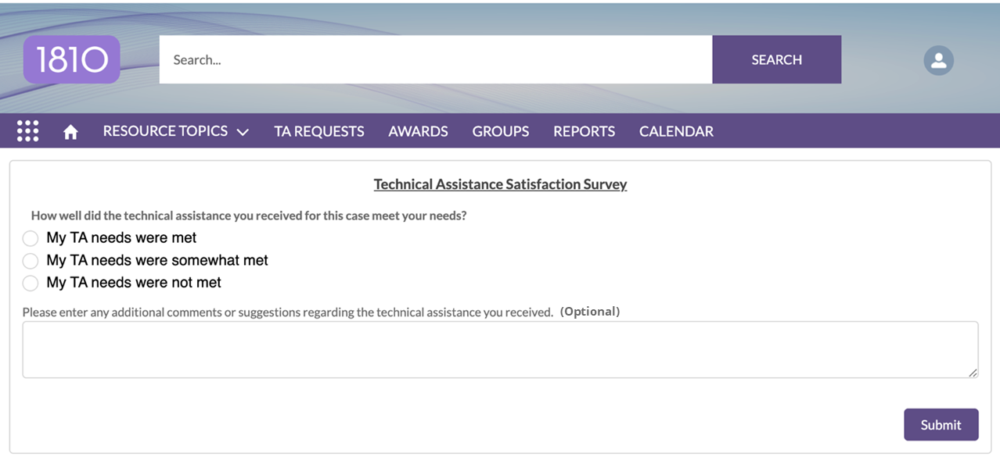 1810
Search...
SEARCH
RESOURCE TOPICS TA REQUESTS AWARDS GROUPS REPORTS CALENDAR
Technical Assistance Satisfaction Survey
How well did the technical assistance you received for this case meet your needs?
My TA needs were met
My TA needs were somewhat met
My TA needs were not met
Please enter any additional comments or suggestions regarding the technical assistance you received. (Optional)
Submit